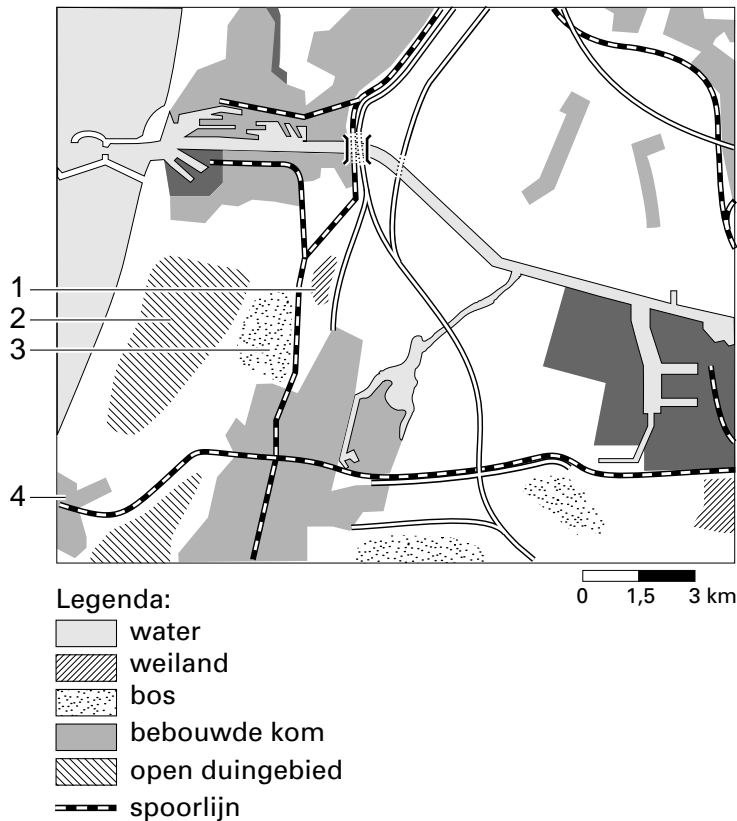 1
2
3
4
0 1,5 3 km
Legenda:
water
weiland
bos
bebouwde kom
open duingebied
spoorlijn